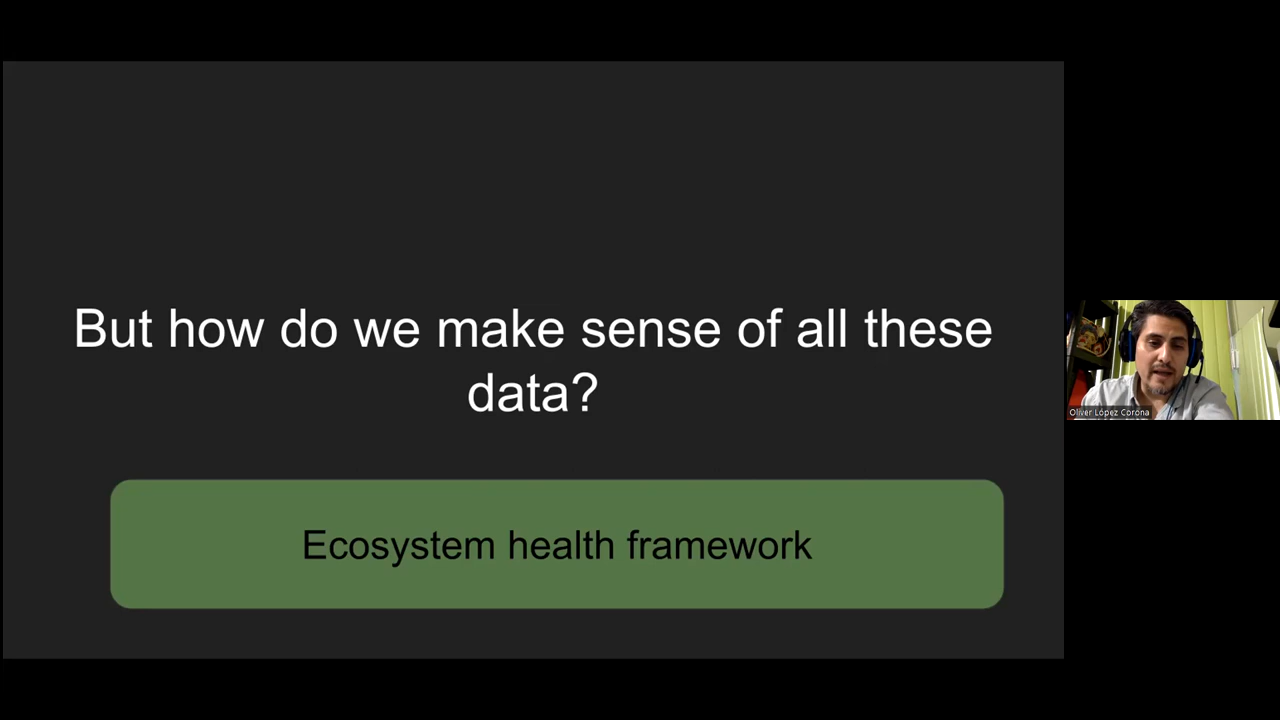 But how do we make sense of all these
data?
Ecosystem health framework
Oliver López Corona